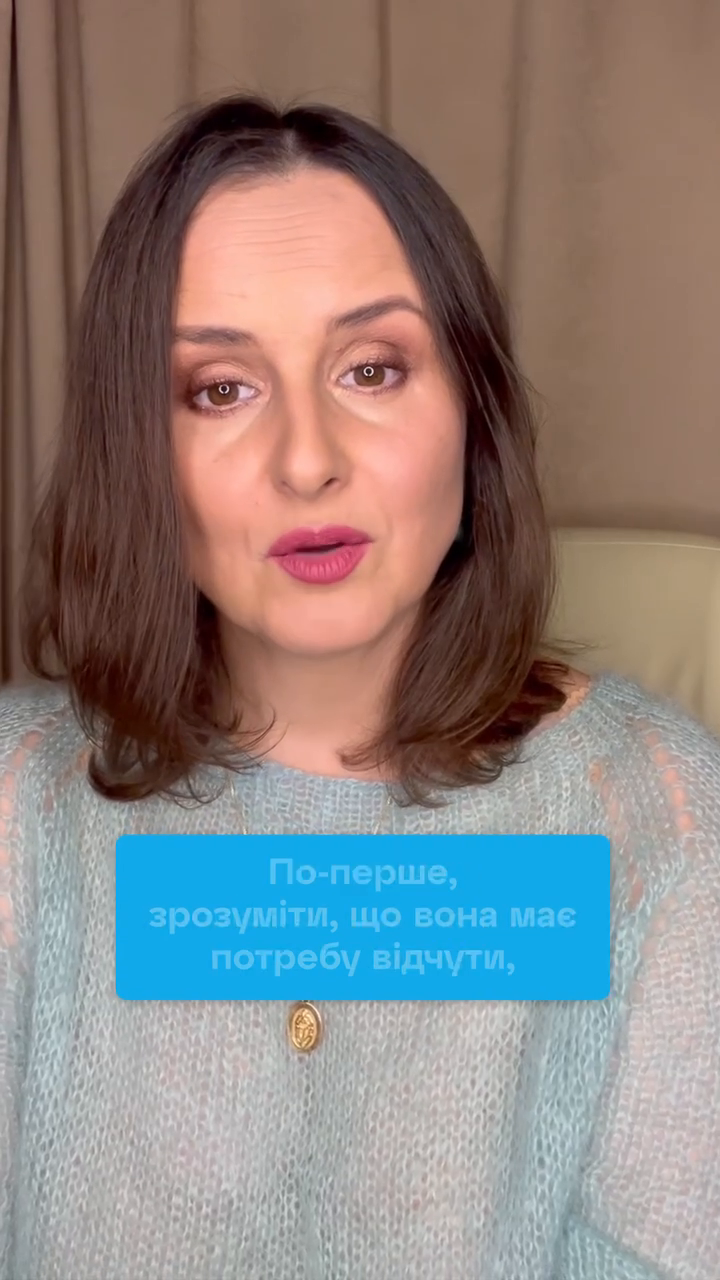 По-перше,
зрозуміти, що вона має
потребу відчути,